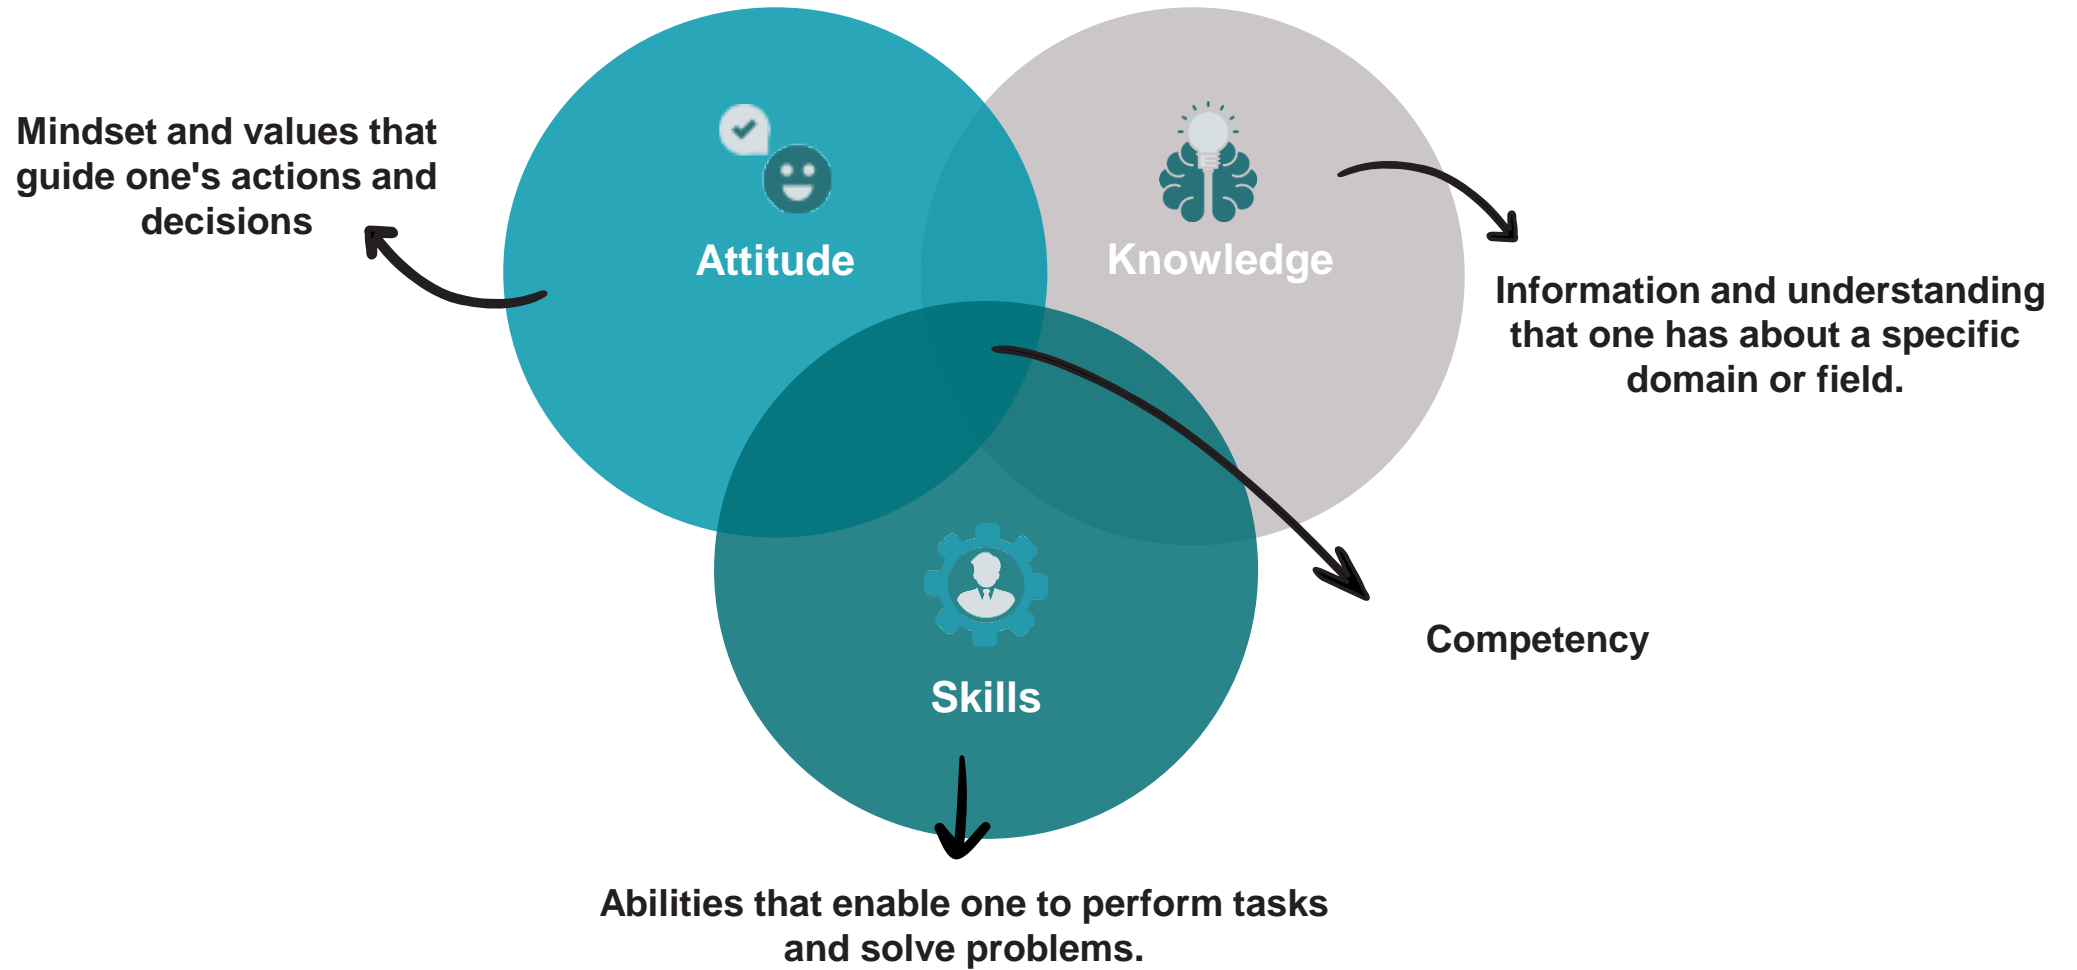 Mindset and values that
guide one's actions and
decisions
Attitude
Knowledge
Information and understanding
that one has about a specific
domain or field.
Competency
Skills
Abilities that enable one to perform tasks
and solve problems.